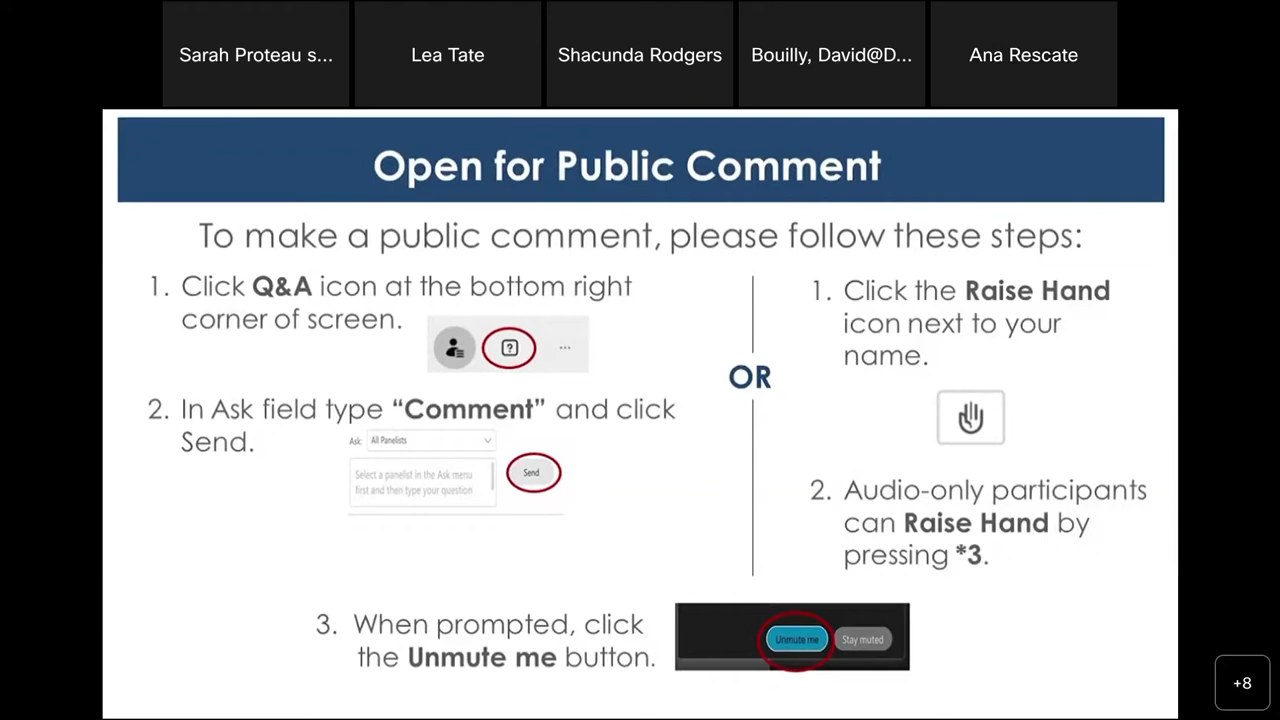 Sarah Proteau s...
Lea Tate
Shacunda Rodgers
Bouilly, David@D...
Ana Rescate
Open for Public Comment
To make a public comment, please follow these steps:
1. Click Q&A icon at the bottom right
corner of screen.
?
...
2. In Ask field type “Comment” and click
Send.
Ask: All Panelists
Select a panelist in the Ask menu
first and then type your question
Send
OR
1. Click the Raise Hand
icon next to your
name.
2. Audio-only participants
can Raise Hand by
pressing *3.
3. When prompted, click
the Unmute me button.
Unmute me
Stay muted
+8